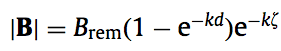 |𝐁| = B_rem(1 − e^{−kd})e^{−kζ}